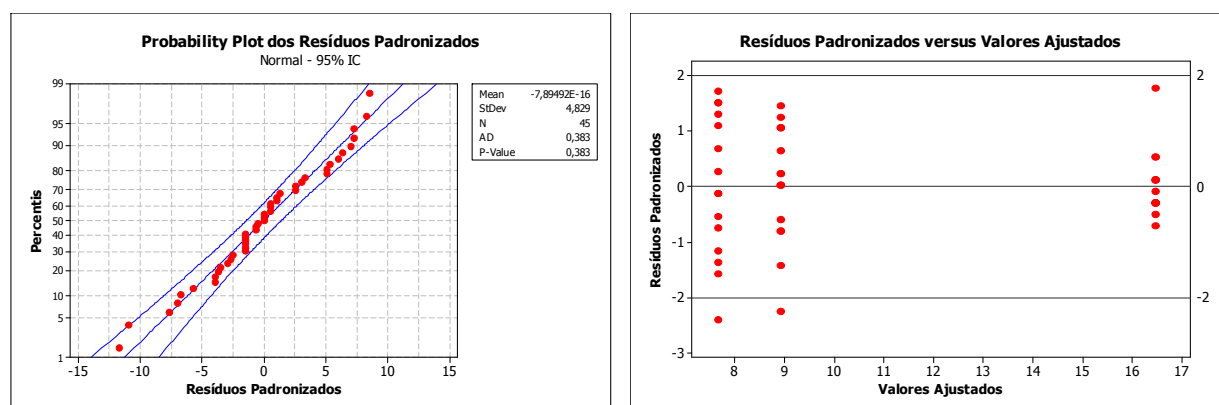 Probability Plot dos Resíduos Padronizados
Normal - 95% IC
99
95
90
80
70
60
50
40
30
20
10
5
1
Percentis
-15 -10 -5 0 5 10 15
Resíduos Padronizados
Mean -7,89492E-16
StDev 4,829
N 45
AD 0,383
P-Value 0,383
Resíduos Padronizados versus Valores Ajustados
2 2
1
0 0
-1
-2 -2
-3
Resíduos Padronizados
8 9 10 11 12 13 14 15 16 17
Valores Ajustados